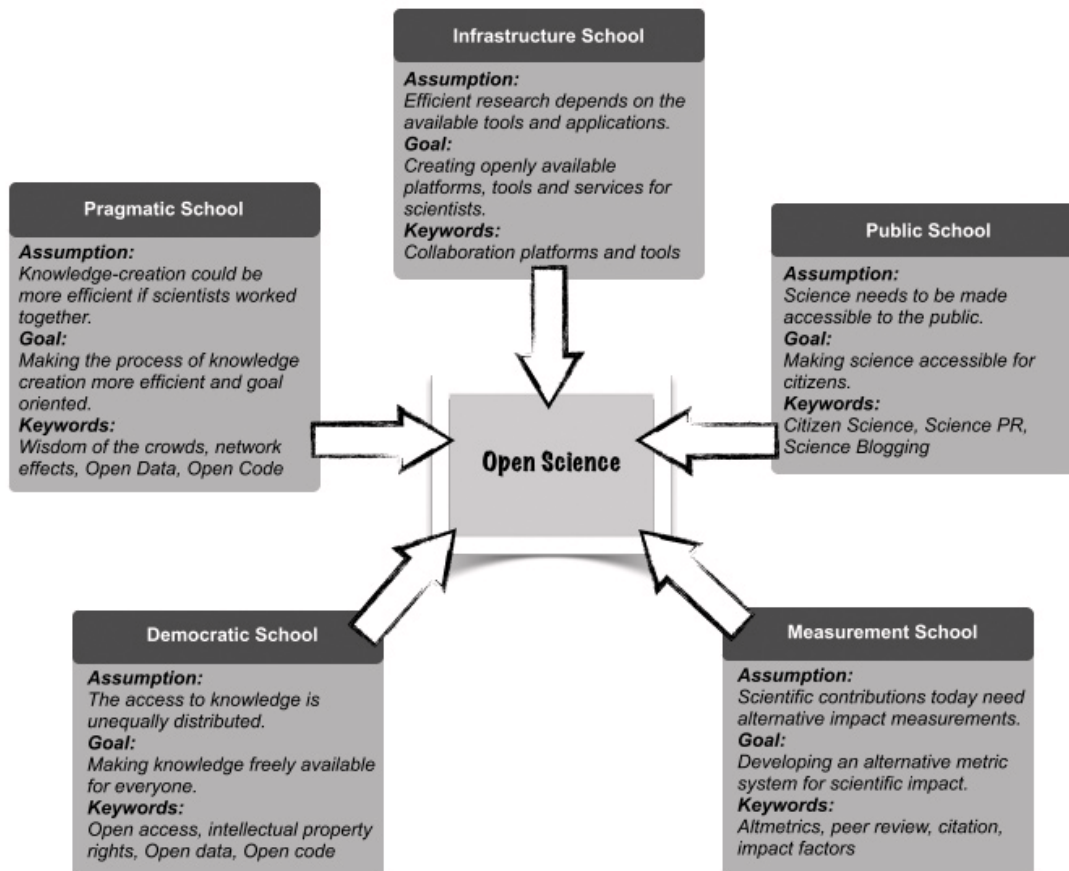 Infrastructure School
Assumption:
Efficient research depends on the
available tools and applications.
Goal:
Creating openly available
platforms, tools and services for
scientists.
Keywords:
Collaboration platforms and tools
Pragmatic School
Assumption:
Knowledge-creation could be
more efficient if scientists worked
together.
Goal:
Making the process of knowledge
creation more efficient and goal
oriented.
Keywords:
Wisdom of the crowds, network
effects, Open Data, Open Code
Public School
Assumption:
Science needs to be made
accessible to the public.
Goal:
Making science accessible for
citizens.
Keywords:
Citizen Science, Science PR,
Science Blogging
Open Science
Democratic School
Assumption:
The access to knowledge is
unequally distributed.
Goal:
Making knowledge freely available
for everyone.
Keywords:
Open access, intellectual property
rights, Open data, Open code
Measurement School
Assumption:
Scientific contributions today need
alternative impact measurements.
Goal:
Developing an alternative metric
system for scientific impact.
Keywords:
Altmetrics, peer review, citation,
impact factors